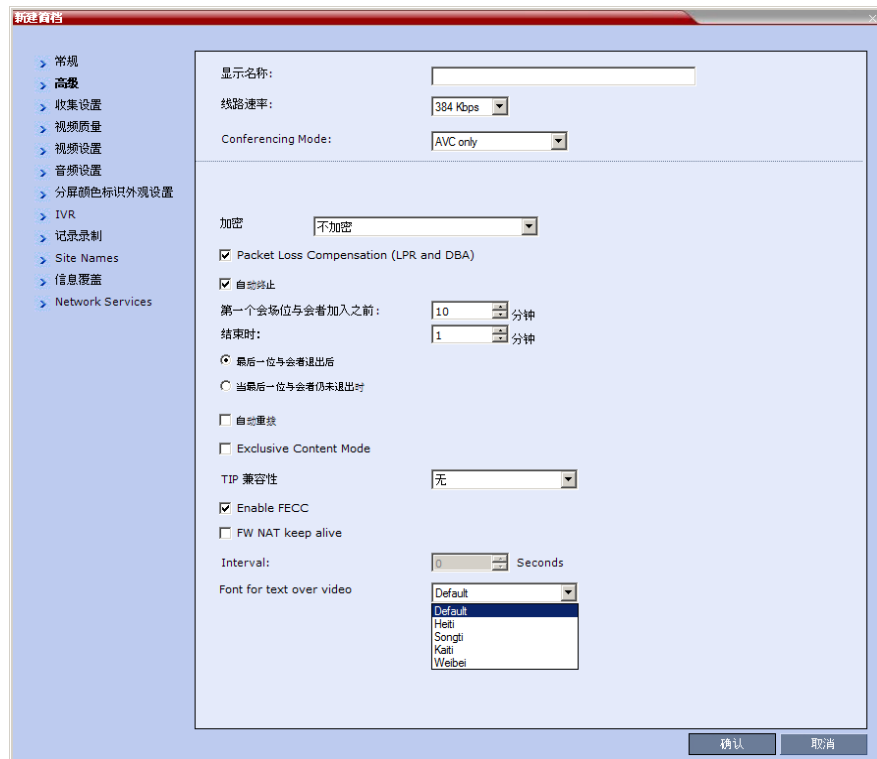 新建简档
常规
高级
收集设置
视频质量
视频设置
音频设置
分屏颜色标识外观设置
IVR
记录录制
Site Names
信息覆盖
Network Services
显示名称:
线路速率:
384 Kbps
Conferencing Mode:
AVC only
加密
不加密
Packet Loss Compensation (LPR and DBA)
自动终止
第一个会场位与会者加入之前:
10
分钟
结束时:
1
分钟
最后一位与会者退出后
当最后一位与会者仍未退出时
自动重拨
Exclusive Content Mode
TIP 兼容性
无
Enable FECC
FW NAT keep alive
Interval:
0
Seconds
Font for text over video
Default
Default
Heiti
Songti
Kaiti
Weibei
确认
取消